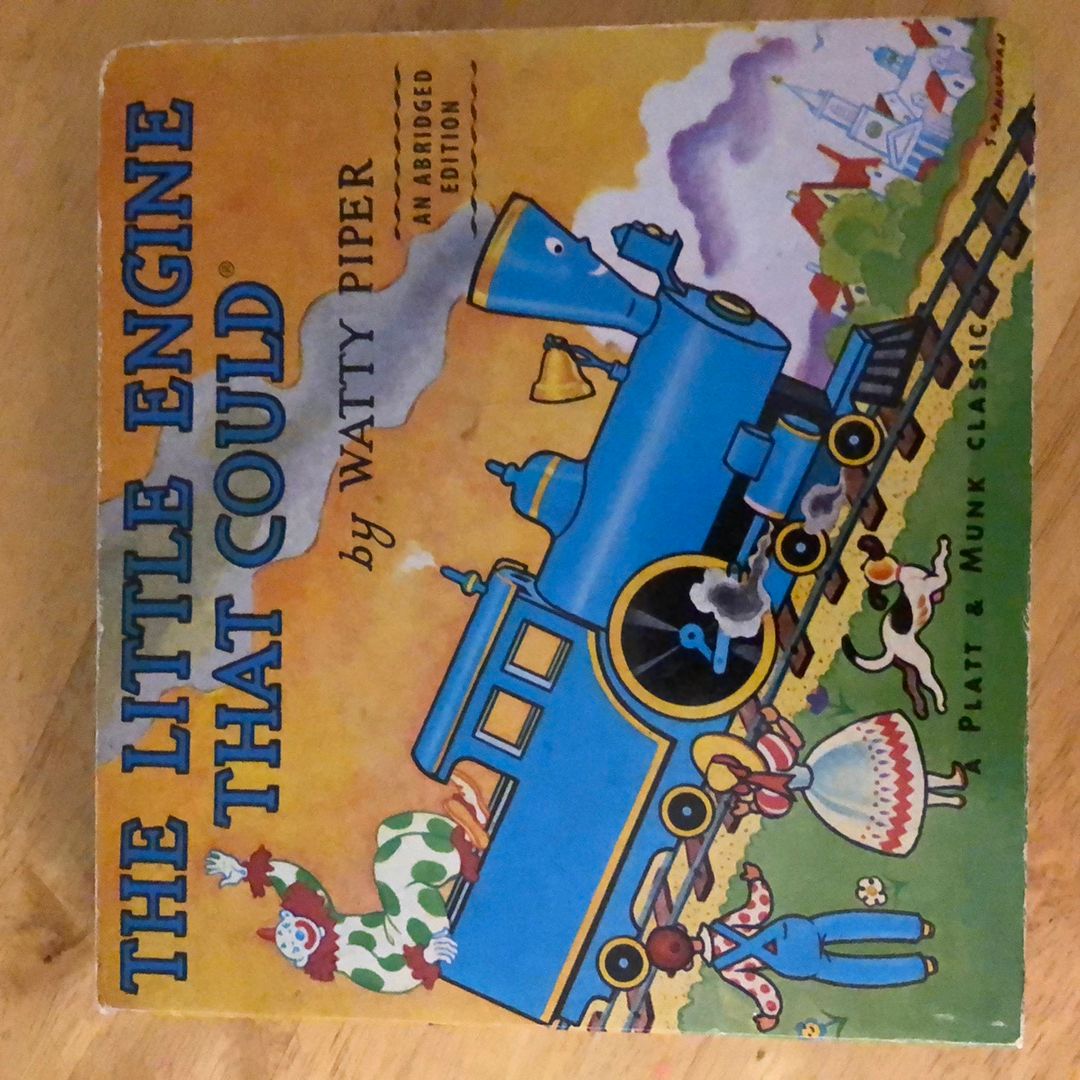 THE LITTLE ENGINE
THAT COULD®
by WATTY PIPER
AN ABRIDGED
EDITION
A PLATT & MUNK CLASSIC